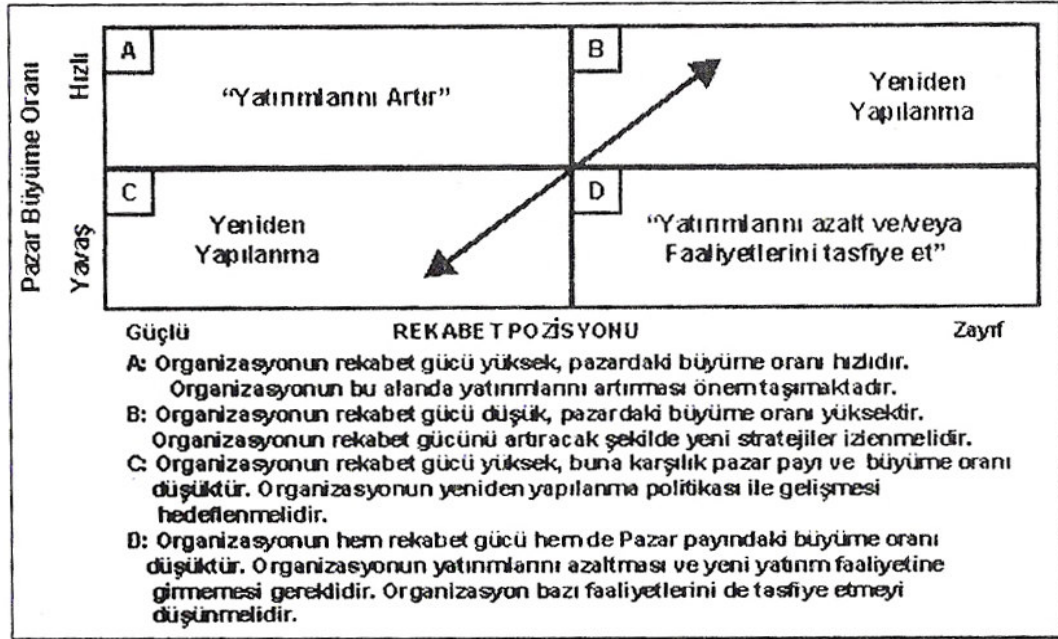 Pazar Büyüme Oranı
Hızlı
Yavaş
A
“Yatırımlarını Artır”
B
Yeniden
Yapılanma
C
Yeniden
Yapılanma
D
“Yatırımlarını azalt ve/veya
Faaliyetlerini tasfiye et”
Güçlü REKABET POZİSYONU Zayıf
A: Organizasyonun rekabet gücü yüksek, pazardaki büyüme oranı hızlıdır.
Organizasyonun bu alanda yatırımlarını artırması önem taşımaktadır.
B: Organizasyonun rekabet gücü düşük, pazardaki büyüme oranı yüksektir.
Organizasyonun rekabet gücünü artıracak şekilde yeni stratejiler izlenmelidir.
C: Organizasyonun rekabet gücü yüksek, buna karşılık pazar payı ve büyüme oranı
düşüktür. Organizasyonun yeniden yapılanma politikası ile gelişmesi
hedeflenmelidir.
D: Organizasyonun hem rekabet gücü hem de Pazar payındaki büyüme oranı
düşüktür. Organizasyonun yatırımlarını azaltması ve yeni yatırım faaliyetine
girmemesi gereklidir. Organizasyon bazı faaliyetlerini de tasfiye etmeyi
düşünmelidir.